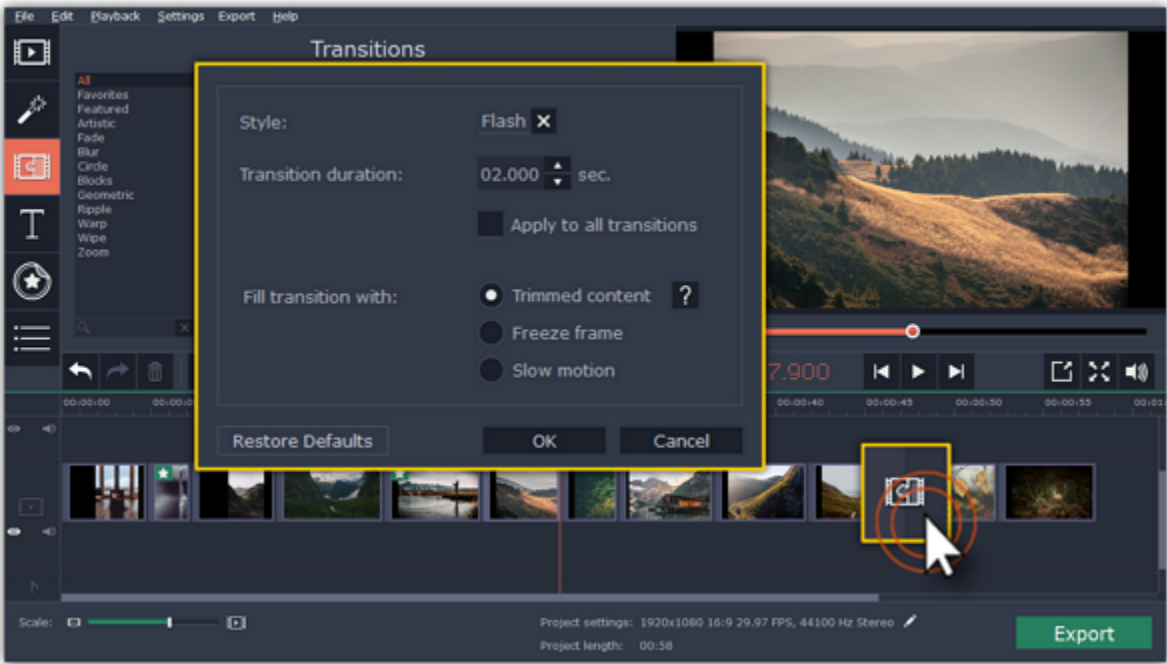 File Edit Playback Settings Export Help
Transitions
All
Favorites
Featured
Artistic
Fade
Blur
Circle
Blocks
Geometric
Ripple
Warp
Wipe
Zoom
Style: Flash
Transition duration: 02.000 sec.
Apply to all transitions
Fill transition with: Trimmed content ?
Freeze frame
Slow motion
Restore Defaults OK Cancel
7.900
00:00:00 00:00:40 00:00:45 00:00:50 00:00:55
Scale:
Project settings: 1920x1080 16:9 29.97 FPS, 44100 Hz Stereo
Project length: 00:58
Export